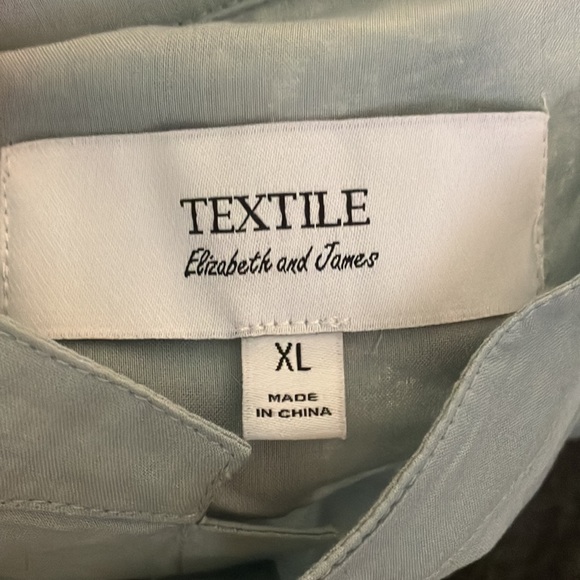 TEXTILE
Elizabeth and James
XL
MADE
IN CHINA